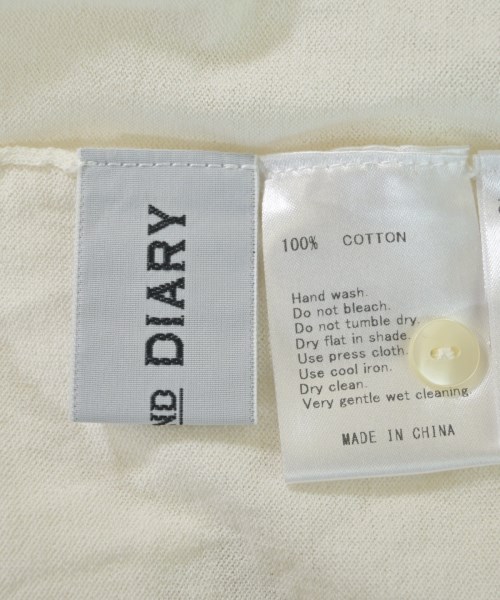 ND DIARY
100% COTTON
Hand wash.
Do not bleach.
Do not tumble dry.
Dry flat in shade.
Use press cloth.
Use cool iron.
Dry clean.
Very gentle wet cleaning.
MADE IN CHINA